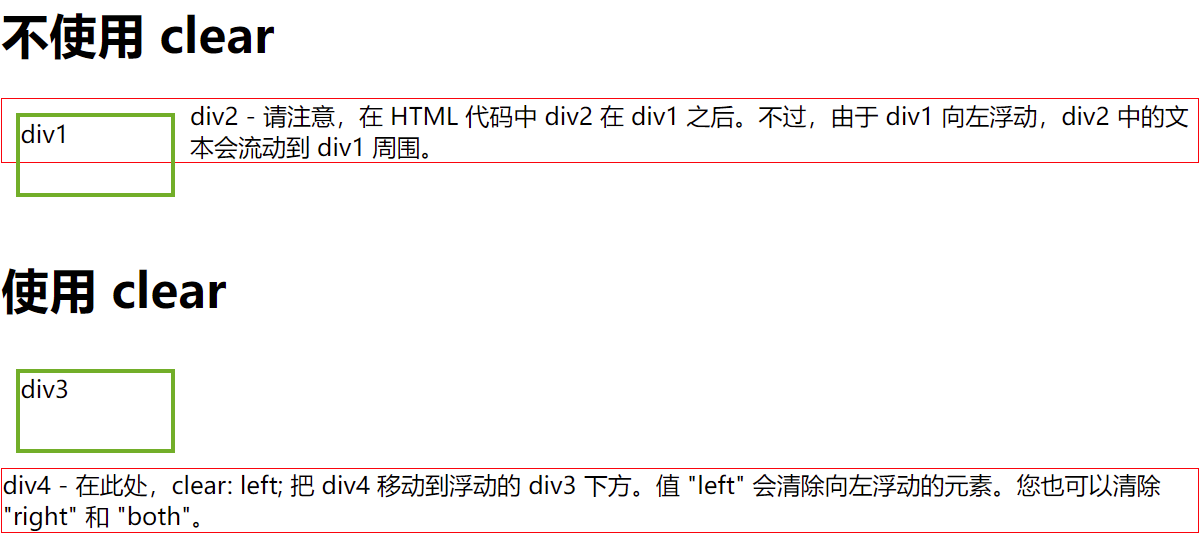 不使用 clear
div1
div2 - 请注意，在 HTML 代码中 div2 在 div1 之后。不过，由于 div1 向左浮动，div2 中的文
本会流动到 div1 周围。
使用 clear
div3
div4 - 在此处，clear: left; 把 div4 移动到浮动的 div3 下方。值 "left" 会清除向左浮动的元素。您也可以清除
"right" 和 "both"。